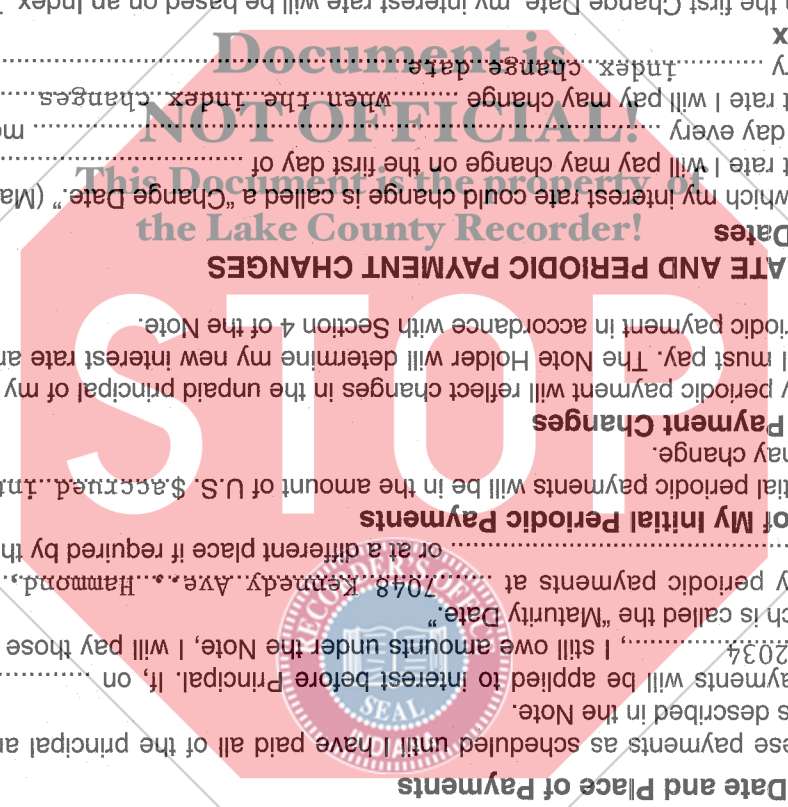 Document is
NOT OFFICIAL!
This Document is the property of
the Lake County Recorder!
STOP
RECORDER'S OFFICE
SEAL
INDIANA
Date and Place of Payments
ese payments as scheduled until I have paid all of the principal an
s described in the Note.
ayments will be applied to interest before Principal. If, on
2034, I still owe amounts under the Note, I will pay those
ch is called the "Maturity Date."
y periodic payments at 7048 Kennedy Ave., Hammond,
or at a different place if required by th
of My Initial Periodic Payments
tial periodic payments will be in the amount of U.S. $ accrued int
ay change.
Payment Changes
y periodic payment will reflect changes in the unpaid principal of my
I must pay. The Note Holder will determine my new interest rate an
riodic payment in accordance with Section 4 of the Note.
ATE AND PERIODIC PAYMENT CHANGES
Dates
which my interest rate could change is called a "Change Date." (Ma
t rate I will pay may change on the first day of
day every
t rate I will pay may change when the index changes
y index change date
x
the first Change Date, my interest rate will be based on an Index.